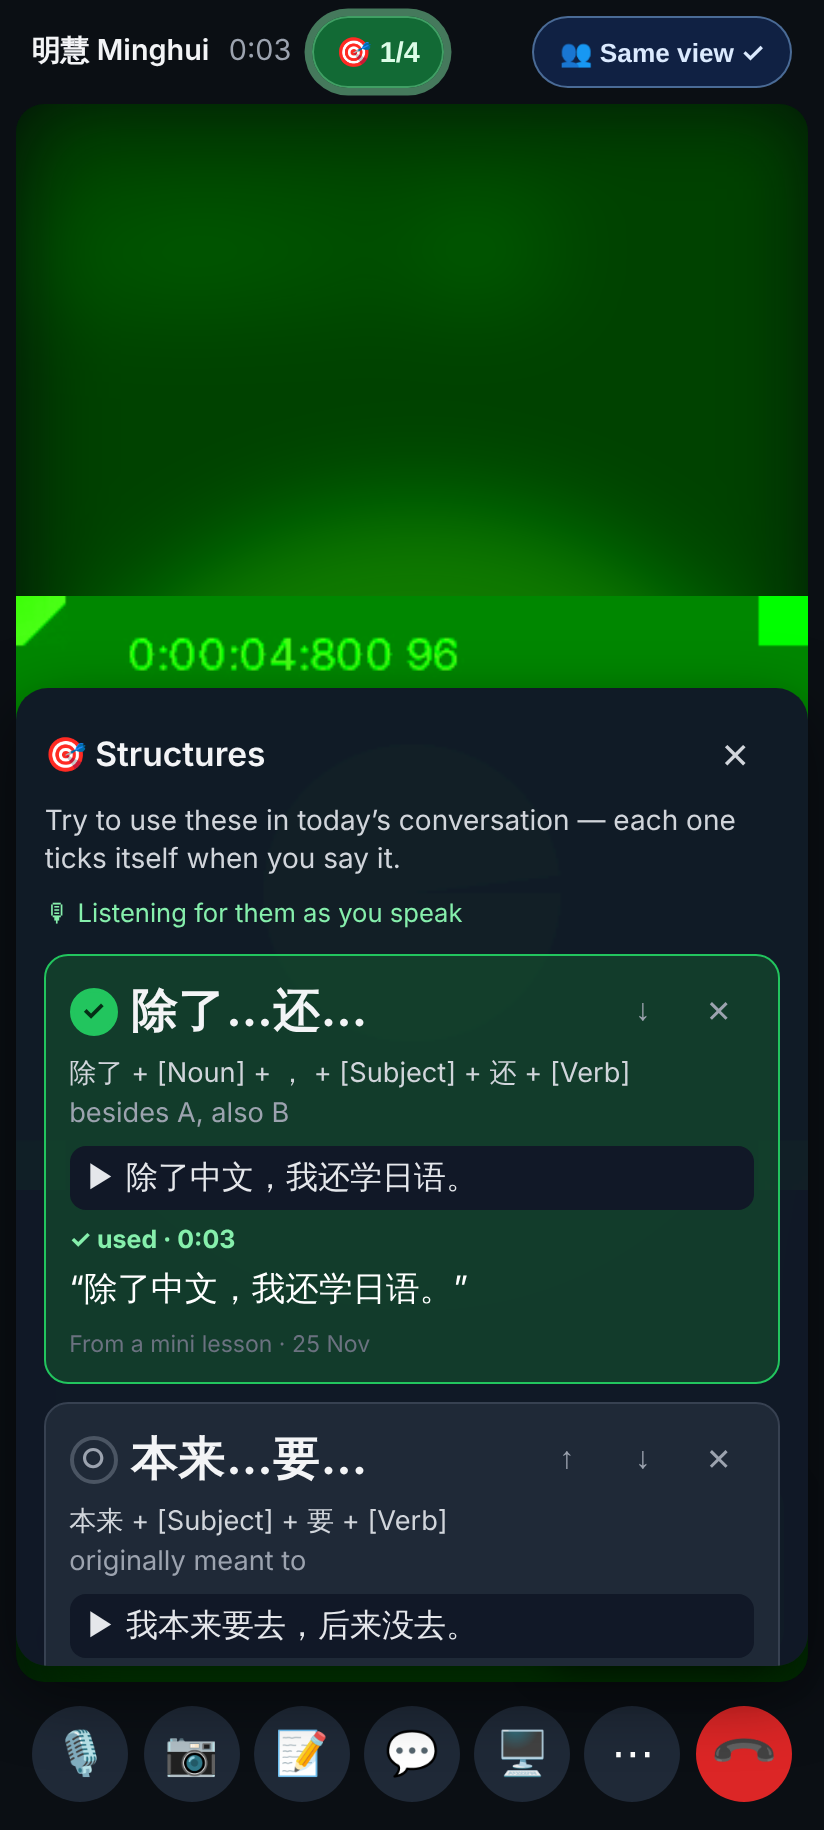 明慧 Minghui 0:03 🎯 1/4 👥 Same view ✓
0:00:04:800 96
🎯 Structures ✕
Try to use these in today’s conversation — each one
ticks itself when you say it.
🎙 Listening for them as you speak
✓ 除了…还… ↓ ✕
除了 + [Noun] + ， + [Subject] + 还 + [Verb]
besides A, also B
▶ 除了中文，我还学日语。
✓ used · 0:03
“除了中文，我还学日语。”
From a mini lesson · 25 Nov
本来…要… ↑ ↓ ✕
本来 + [Subject] + 要 + [Verb]
originally meant to
▶ 我本来要去，后来没去。